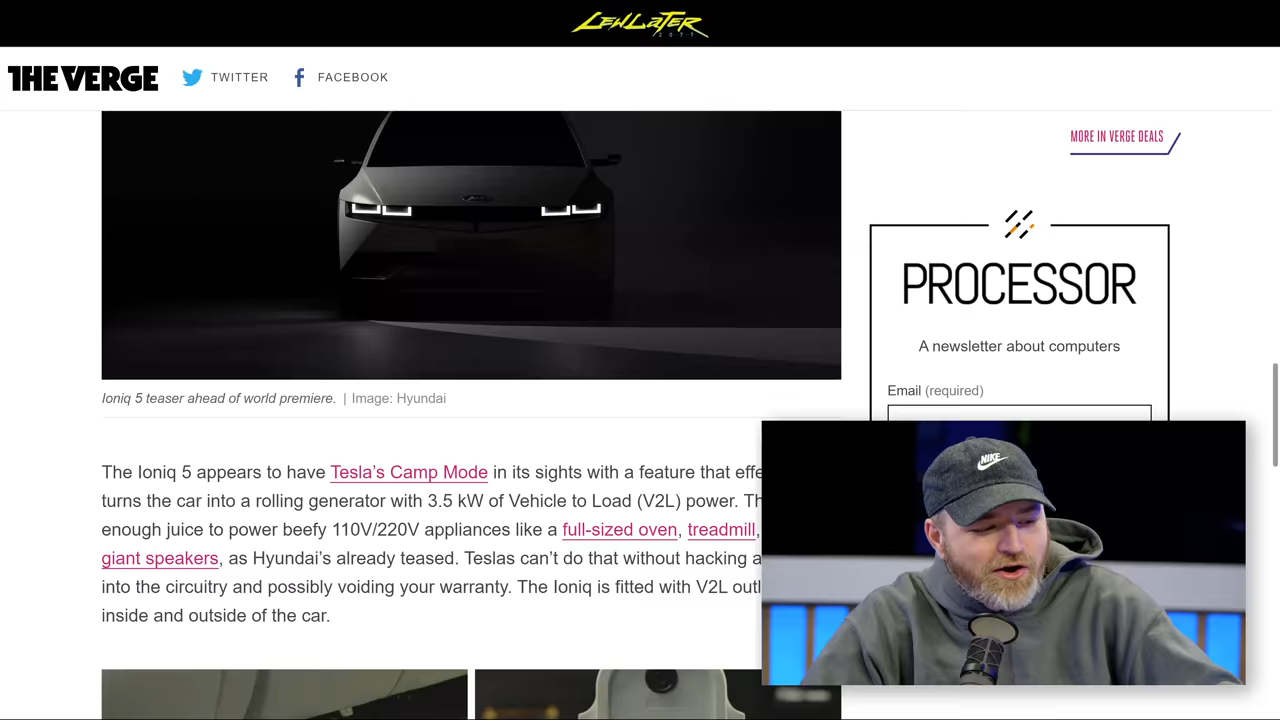 LEWLATER
2077
THE VERGE
TWITTER
FACEBOOK
MORE IN VERGE DEALS
PROCESSOR
A newsletter about computers
Email (required)
Ioniq 5 teaser ahead of world premiere. | Image: Hyundai
The Ioniq 5 appears to have Tesla's Camp Mode in its sights with a feature that effe
turns the car into a rolling generator with 3.5 kW of Vehicle to Load (V2L) power. Th
enough juice to power beefy 110V/220V appliances like a full-sized oven, treadmill,
giant speakers, as Hyundai's already teased. Teslas can't do that without hacking a
into the circuitry and possibly voiding your warranty. The Ioniq is fitted with V2L outl
inside and outside of the car.
NIKE